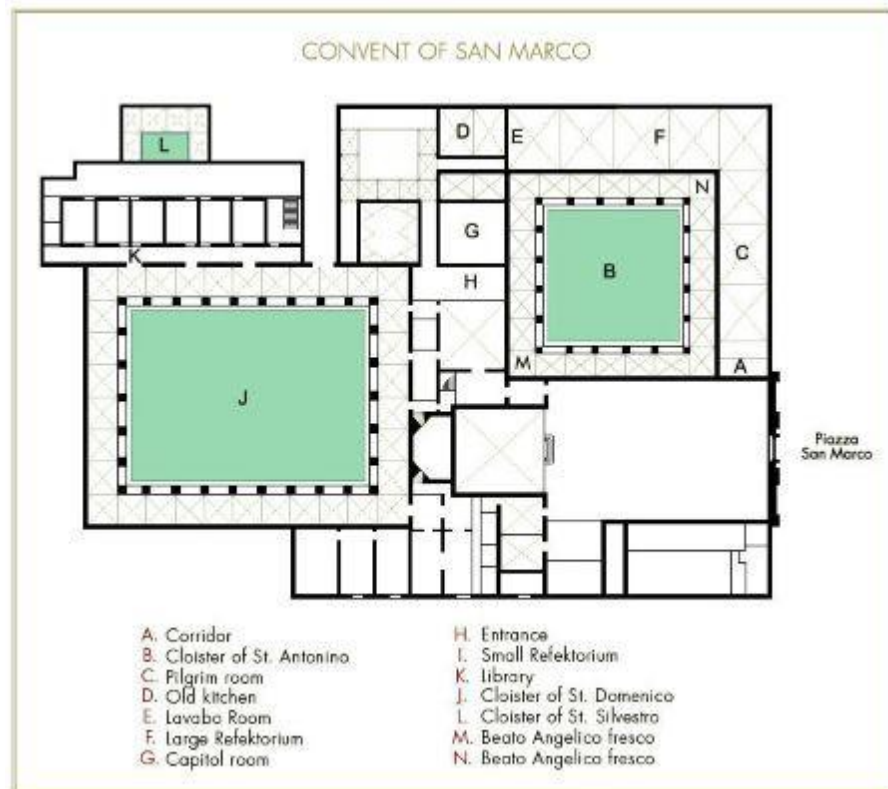 CONVENT OF SAN MARCO
D
E
F
L
N
G
C
B
K
H
M
A
J
Piazza
San Marco
A. Corridor
B. Cloister of St. Antonino
C. Pilgrim room
D. Old kitchen
E. Lavabo Room
F. Large Refektorium
G. Capitol room
H. Entrance
I. Small Refektorium
K. Library
J. Cloister of St. Domenico
L. Cloister of St. Silvestro
M. Beato Angelico fresco
N. Beato Angelico fresco